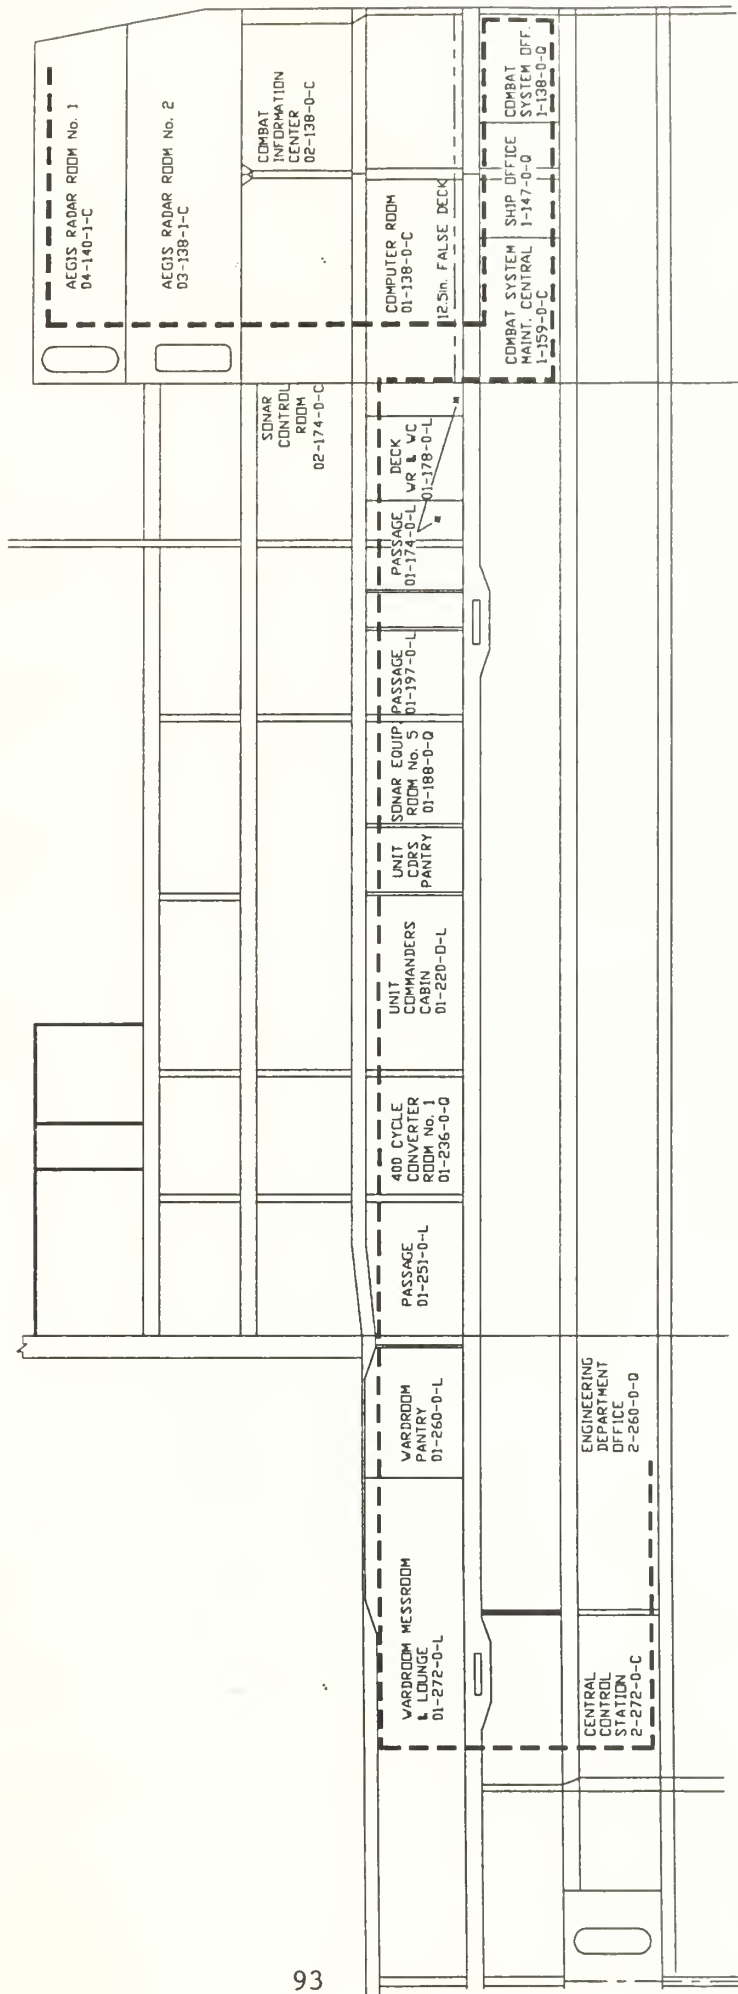 AEGIS RADAR ROOM No. 1
04-140-1-C
AEGIS RADAR ROOM No. 2
03-138-1-C
COMBAT
INFORMATION
CENTER
02-138-0-C
SONAR
CONTROL
ROOM
02-174-0-C
COMPUTER ROOM
01-138-0-C
12.5in. FALSE DECK
COMBAT SYSTEM
MAINT. CENTRAL
1-159-0-C
SHIP OFFICE
1-147-0-Q
COMBAT
SYSTEM OFF.
1-138-0-Q
WARDROOM MESSROOM
& LOUNGE
01-272-0-L
WARDROOM
PANTRY
01-260-0-L
PASSAGE
01-251-0-L
400 CYCLE
CONVERTER
ROOM No. 1
01-236-0-Q
UNIT
COMMANDERS
CABIN
01-220-0-L
UNIT
CDRS
PANTRY
SONAR EQUIP.
ROOM No. 5
01-188-0-Q
PASSAGE
01-197-0-L
PASSAGE
01-174-0-L
DECK
WR & WC
01-178-0-L
CENTRAL
CONTROL
STATION
2-272-0-C
ENGINEERING
DEPARTMENT
OFFICE
2-260-0-Q
93